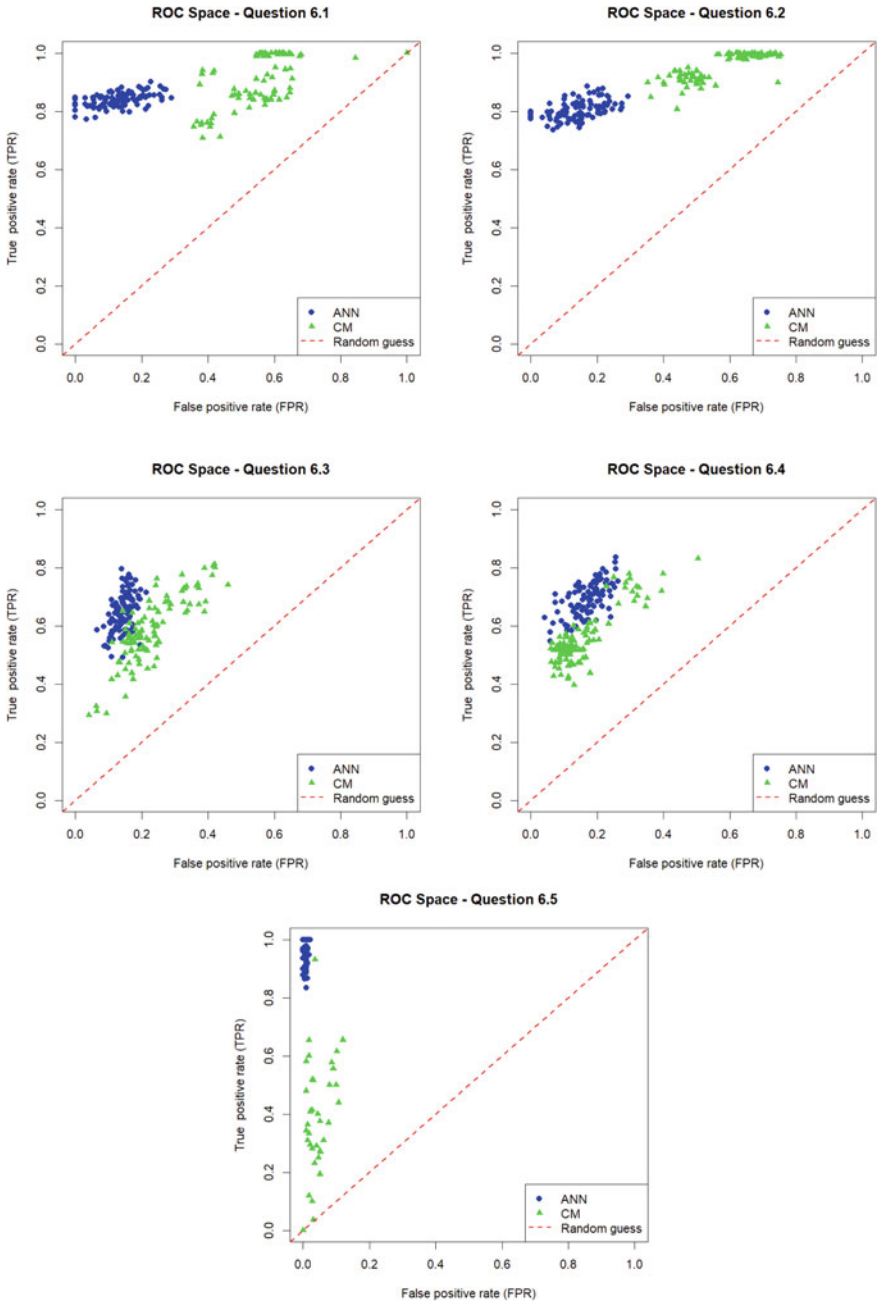 ROC Space - Question 6.1
True positive rate (TPR)
1.0
0.8
0.6
0.4
0.2
0.0
ANN
CM
Random guess
0.0 0.2 0.4 0.6 0.8 1.0
False positive rate (FPR)
ROC Space - Question 6.2
True positive rate (TPR)
1.0
0.8
0.6
0.4
0.2
0.0
ANN
CM
Random guess
0.0 0.2 0.4 0.6 0.8 1.0
False positive rate (FPR)
ROC Space - Question 6.3
True positive rate (TPR)
1.0
0.8
0.6
0.4
0.2
0.0
ANN
CM
Random guess
0.0 0.2 0.4 0.6 0.8 1.0
False positive rate (FPR)
ROC Space - Question 6.4
True positive rate (TPR)
1.0
0.8
0.6
0.4
0.2
0.0
ANN
CM
Random guess
0.0 0.2 0.4 0.6 0.8 1.0
False positive rate (FPR)
ROC Space - Question 6.5
True positive rate (TPR)
1.0
0.8
0.6
0.4
0.2
0.0
ANN
CM
Random guess
0.0 0.2 0.4 0.6 0.8 1.0
False positive rate (FPR)